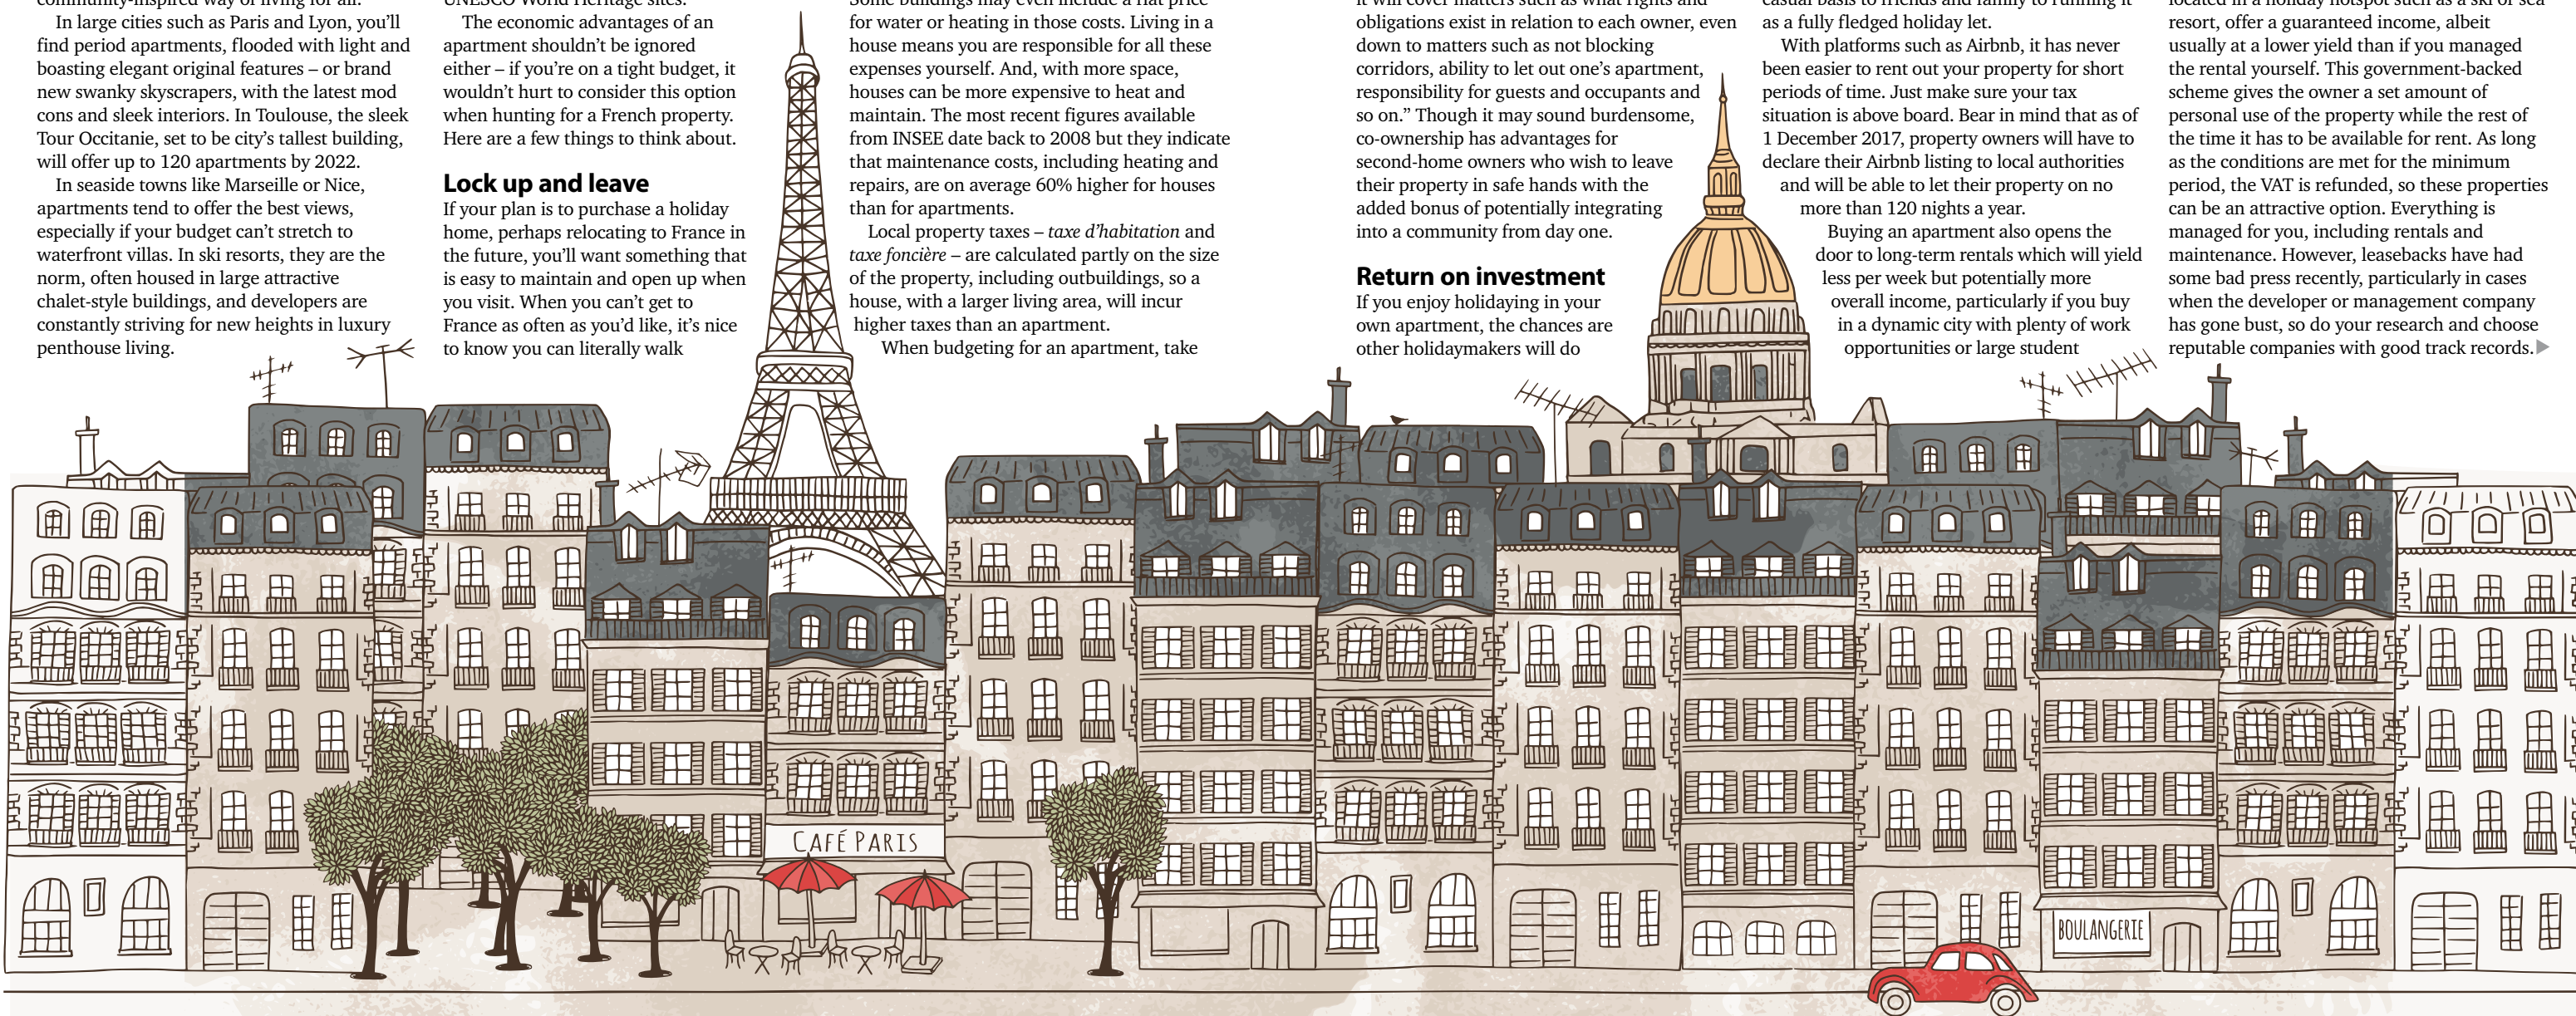 community-inspired way of living for all.
In large cities such as Paris and Lyon, you’ll
find period apartments, flooded with light and
boasting elegant original features – or brand
new swanky skyscrapers, with the latest mod
cons and sleek interiors. In Toulouse, the sleek
Tour Occitanie, set to be city’s tallest building,
will offer up to 120 apartments by 2022.
In seaside towns like Marseille or Nice,
apartments tend to offer the best views,
especially if your budget can’t stretch to
waterfront villas. In ski resorts, they are the
norm, often housed in large attractive
chalet-style buildings, and developers are
constantly striving for new heights in luxury
penthouse living.
UNESCO World Heritage sites.
The economic advantages of an
apartment shouldn’t be ignored
either – if you’re on a tight budget, it
wouldn’t hurt to consider this option
when hunting for a French property.
Here are a few things to think about.
Lock up and leave
If your plan is to purchase a holiday
home, perhaps relocating to France in
the future, you’ll want something that
is easy to maintain and open up when
you visit. When you can’t get to
France as often as you’d like, it’s nice
to know you can literally walk
Some buildings may even include a flat price
for water or heating in those costs. Living in a
house means you are responsible for all these
expenses yourself. And, with more space,
houses can be more expensive to heat and
maintain. The most recent figures available
from INSEE date back to 2008 but they indicate
that maintenance costs, including heating and
repairs, are on average 60% higher for houses
than for apartments.
Local property taxes – taxe d’habitation and
taxe foncière – are calculated partly on the size
of the property, including outbuildings, so a
house, with a larger living area, will incur
higher taxes than an apartment.
When budgeting for an apartment, take
it will cover matters such as what rights and
obligations exist in relation to each owner, even
down to matters such as not blocking
corridors, ability to let out one’s apartment,
responsibility for guests and occupants and
so on.” Though it may sound burdensome,
co-ownership has advantages for
second-home owners who wish to leave
their property in safe hands with the
added bonus of potentially integrating
into a community from day one.
Return on investment
If you enjoy holidaying in your
own apartment, the chances are
other holidaymakers will do
casual basis to friends and family to running it
as a fully fledged holiday let.
With platforms such as Airbnb, it has never
been easier to rent out your property for short
periods of time. Just make sure your tax
situation is above board. Bear in mind that as of
1 December 2017, property owners will have to
declare their Airbnb listing to local authorities
and will be able to let their property on no
more than 120 nights a year.
Buying an apartment also opens the
door to long-term rentals which will yield
less per week but potentially more
overall income, particularly if you buy
in a dynamic city with plenty of work
opportunities or large student
located in a holiday hotspot such as a ski or sea
resort, offer a guaranteed income, albeit
usually at a lower yield than if you managed
the rental yourself. This government-backed
scheme gives the owner a set amount of
personal use of the property while the rest of
the time it has to be available for rent. As long
as the conditions are met for the minimum
period, the VAT is refunded, so these properties
can be an attractive option. Everything is
managed for you, including rentals and
maintenance. However, leasebacks have had
some bad press recently, particularly in cases
when the developer or management company
has gone bust, so do your research and choose
reputable companies with good track records.
CAFÉ PARIS
BOULANGERIE